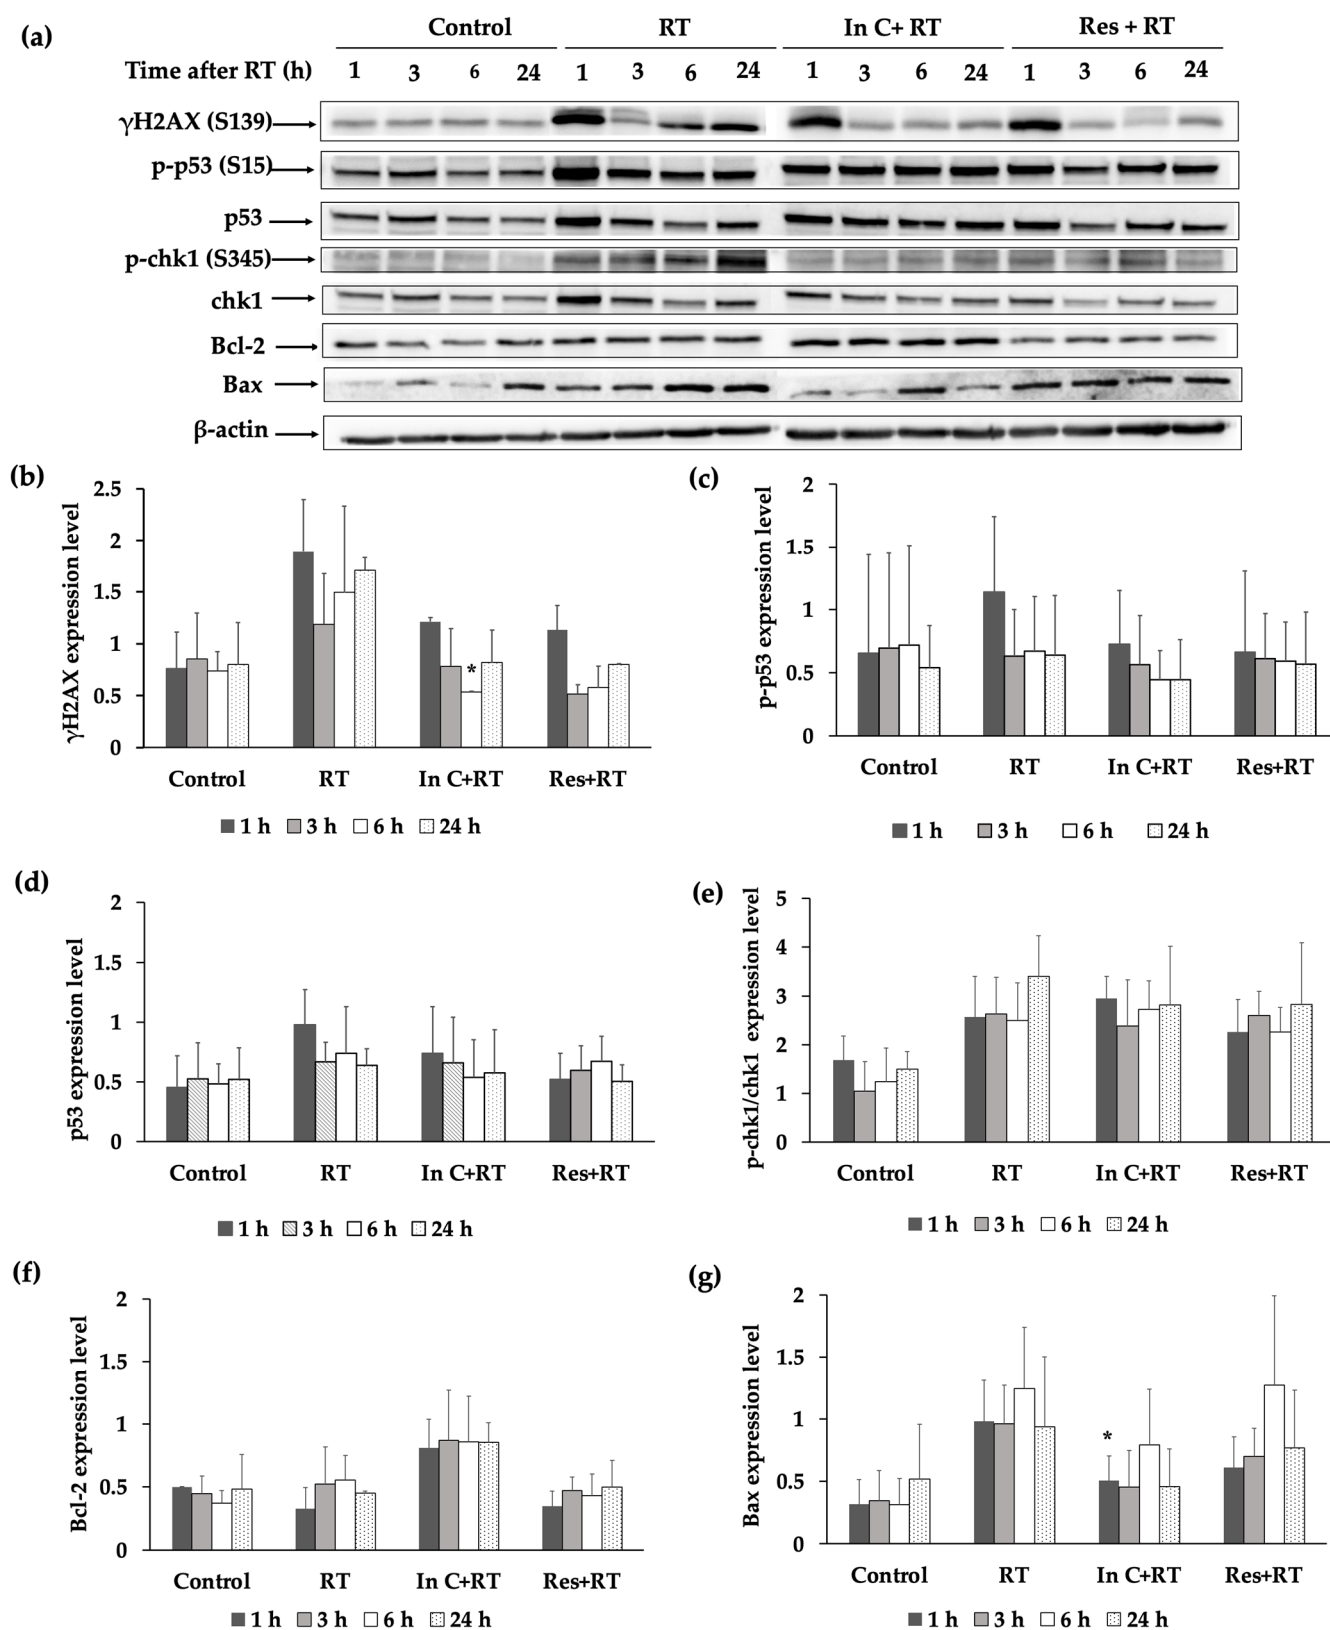 (a)
Control RT In C+ RT Res + RT
Time after RT (h) 1 3 6 24 1 3 6 24 1 3 6 24 1 3 6 24
γH2AX (S139)
p-p53 (S15)
p53
p-chk1 (S345)
chk1
Bcl-2
Bax
β-actin
(b)
γH2AX expression level
2.5
2
1.5
1
0.5
0
*
Control RT In C+RT Res+RT
1 h 3 h 6 h 24 h
(c)
p-p53 expression level
2
1.5
1
0.5
0
Control RT In C+RT Res+RT
1 h 3 h 6 h 24 h
(d)
p53 expression level
2
1.5
1
0.5
0
Control RT In C+RT Res+RT
1 h 3 h 6 h 24 h
(e)
p-chk1/chk1 expression level
5
4
3
2
1
0
Control RT In C+RT Res+RT
1 h 3 h 6 h 24 h
(f)
Bcl-2 expression level
2
1.5
1
0.5
0
Control RT In C+RT Res+RT
1 h 3 h 6 h 24 h
(g)
Bax expression level
2
1.5
1
0.5
0
*
Control RT In C+RT Res+RT
1 h 3 h 6 h 24 h